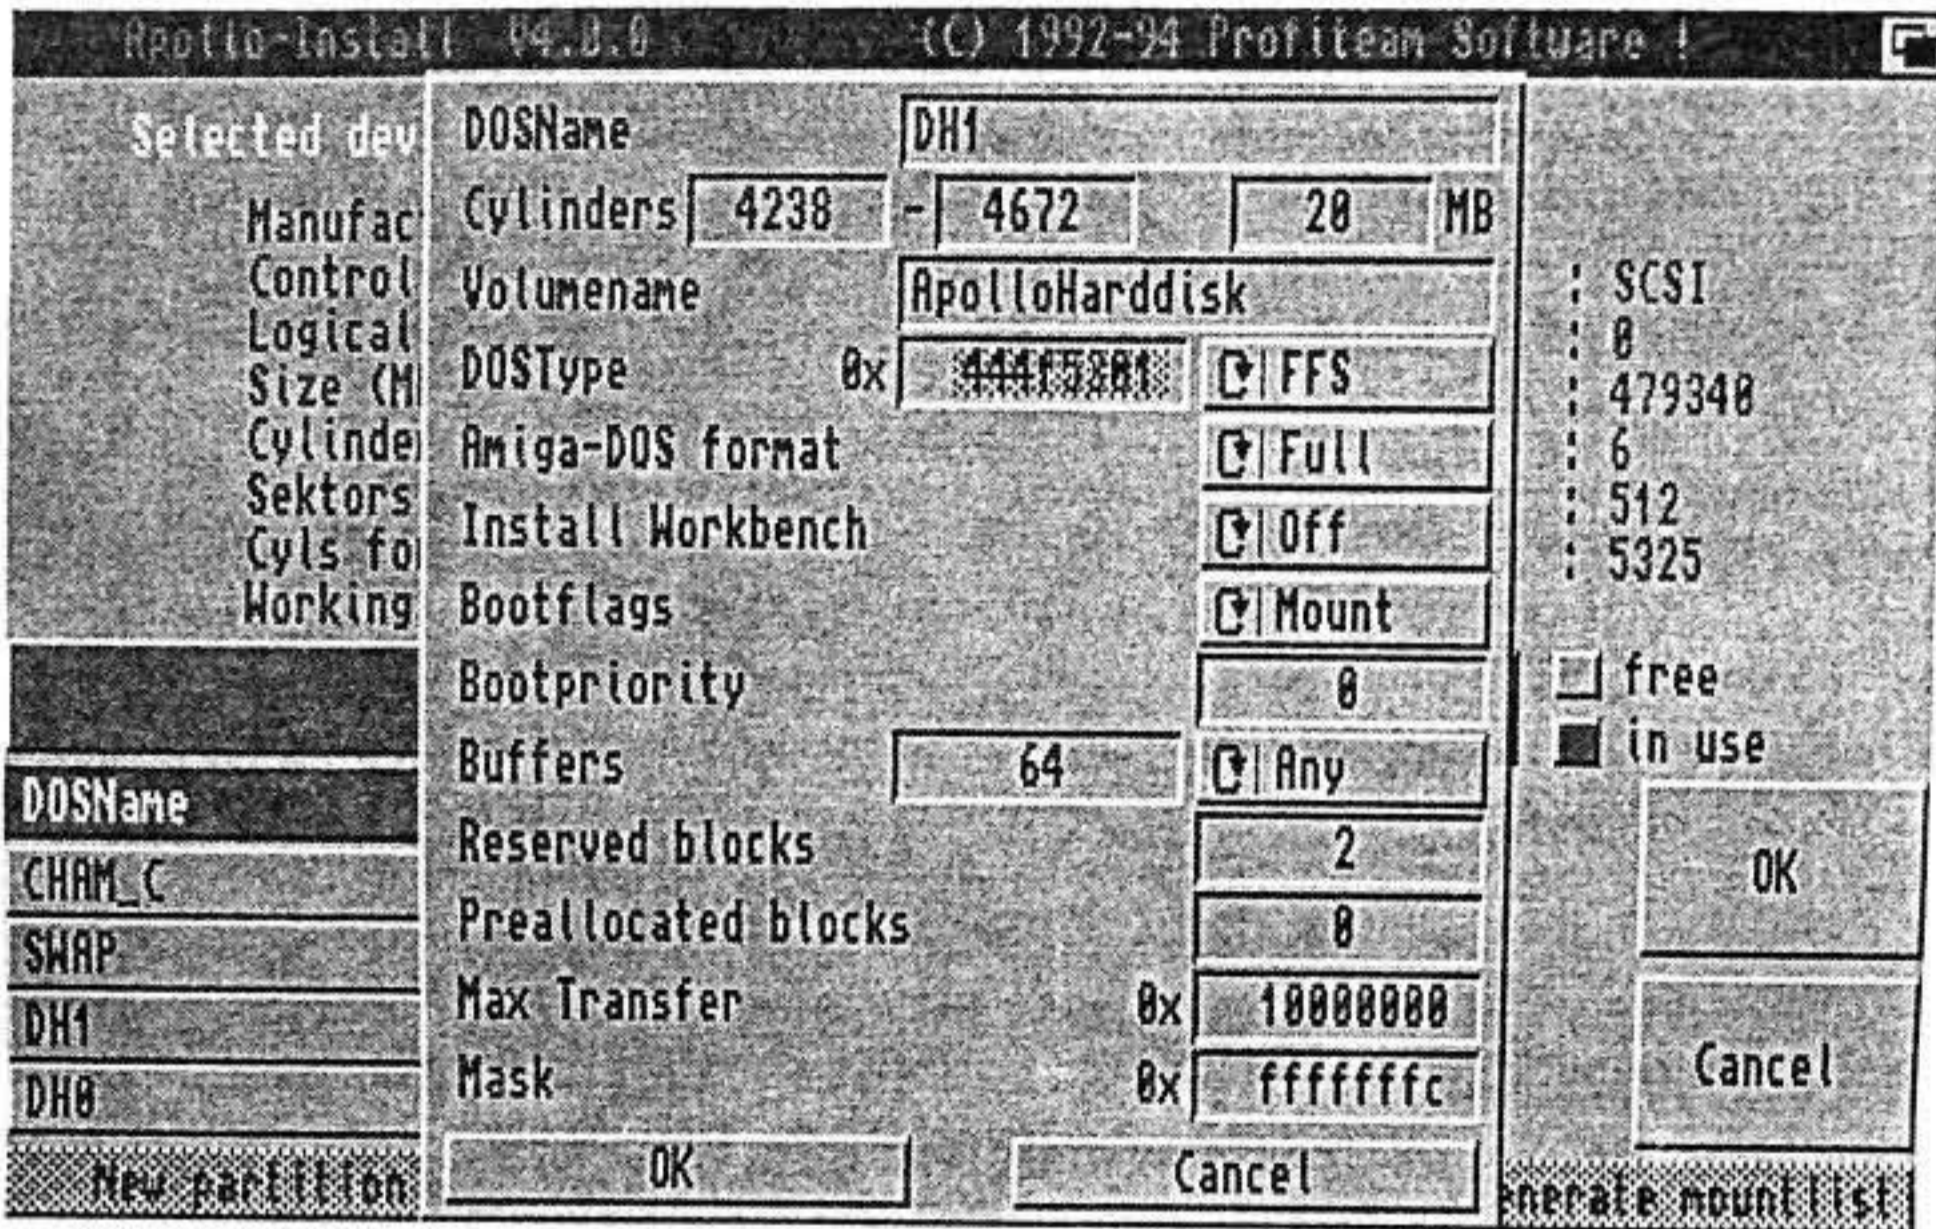 Apollo-Install V4.0.0 (C) 1992-94 Profiteam Software !
Selected dev
Manufac
Control
Logical
Size (M
Cylinde
Sektors
Cyls fo
Working
DOSName
CHAM_C
SWAP
DH1
DH0
New partition
DOSName DH1
Cylinders 4238 - 4672 20 MB
Volumename ApolloHarddisk
DOSType 0x 444f5301 FFS
Amiga-DOS format Full
Install Workbench Off
Bootflags Mount
Bootpriority 0
Buffers 64 Any
Reserved blocks 2
Preallocated blocks 0
Max Transfer 0x 10000000
Mask 0x fffffffc
OK Cancel
: SCSI
: 0
: 479340
: 6
: 512
: 5325
free
in use
OK
Cancel
enerate mountlist